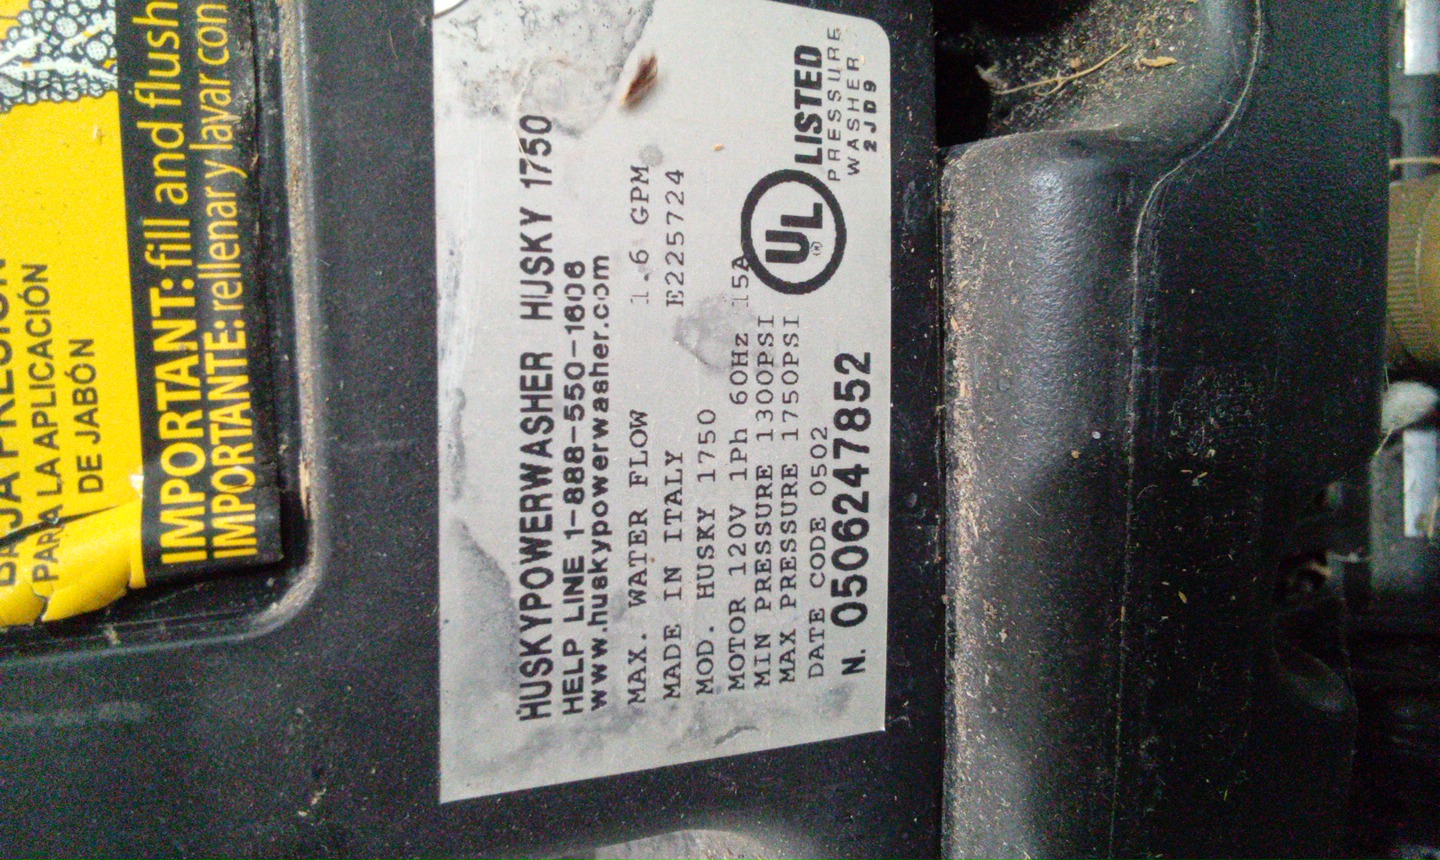 BAJA PRESIÓN
PARA LA APLICACIÓN
DE JABÓN
IMPORTANT: fill and flush
IMPORTANTE: rellenar y lavar con
HUSKYPOWERWASHER HUSKY 1750
HELP LINE 1-888-550-1606
www.huskypowerwasher.com
MAX. WATER FLOW 1.6 GPM
MADE IN ITALY E225724
MOD. HUSKY 1750
MOTOR 120V 1Ph 60Hz 15A
MIN PRESSURE 1300PSI
MAX PRESSURE 1750PSI
DATE CODE 0502
N. 0506247852
UL ®
LISTED
PRESSURE
WASHER
2JD9